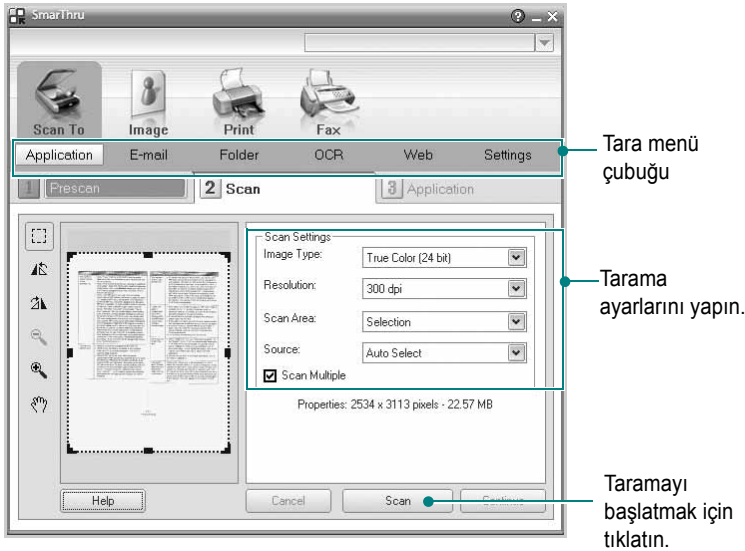 SmarThru
Scan To Image Print Fax
Application E-mail Folder OCR Web Settings
Tara menü
çubuğu
1 Prescan 2 Scan 3 Application
Scan Settings
Image Type: True Color (24 bit)
Resolution: 300 dpi
Scan Area: Selection
Source: Auto Select
Scan Multiple
Properties: 2534 x 3113 pixels - 22.57 MB
Tarama
ayarlarını yapın.
Help Cancel Scan Continue
Taramayı
başlatmak için
tıklatın.